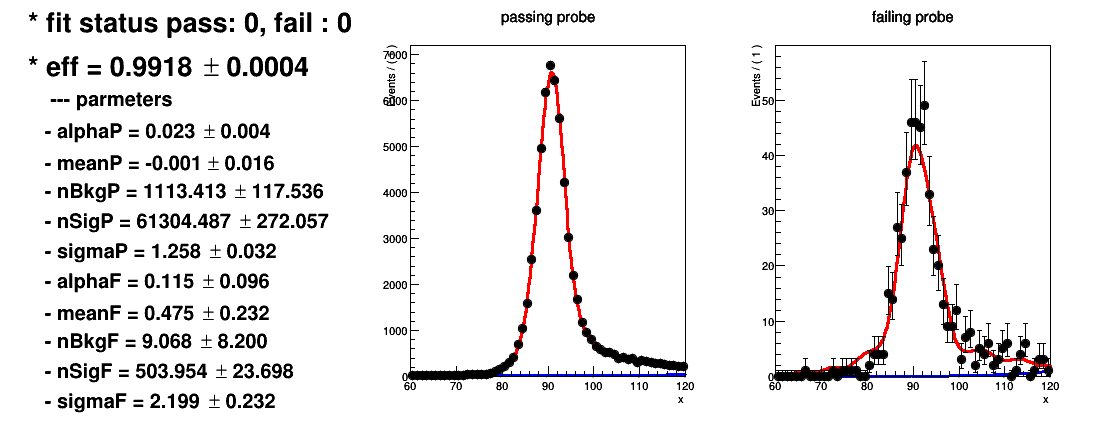 * fit status pass: 0, fail : 0
* eff = 0.9918 ± 0.0004
--- parmeters
- alphaP = 0.023 ± 0.004
- meanP = -0.001 ± 0.016
- nBkgP = 1113.413 ± 117.536
- nSigP = 61304.487 ± 272.057
- sigmaP = 1.258 ± 0.032
- alphaF = 0.115 ± 0.096
- meanF = 0.475 ± 0.232
- nBkgF = 9.068 ± 8.200
- nSigF = 503.954 ± 23.698
- sigmaF = 2.199 ± 0.232
passing probe
Events / ( 1 )
7000
6000
5000
4000
3000
2000
1000
0
60 70 80 90 100 110 120
x
failing probe
Events / ( 1 )
50
40
30
20
10
0
60 70 80 90 100 110 120
x